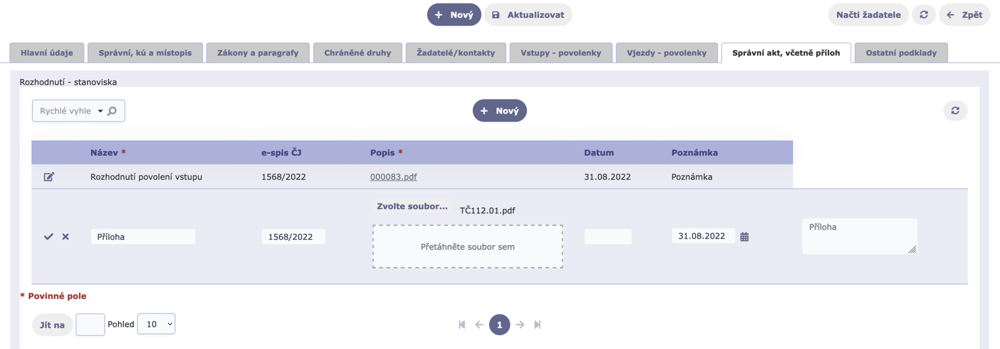 + Nový Aktualizovat Načti žadatele Zpět
Hlavní údaje Správní, kú a místopis Zákony a paragrafy Chráněné druhy Žadatelé/kontakty Vstupy - povolenky Vjezdy - povolenky Správní akt, včetně příloh Ostatní podklady
Rozhodnutí - stanoviska
Rychlé vyhle + Nový
Název * e-spis ČJ Popis * Datum Poznámka
Rozhodnutí povolení vstupu 1568/2022 000083.pdf 31.08.2022 Poznámka
Zvolte soubor... TČ112.01.pdf
Příloha 1568/2022 Přetáhněte soubor sem 31.08.2022 Příloha
* Povinné pole
Jít na Pohled 10 1